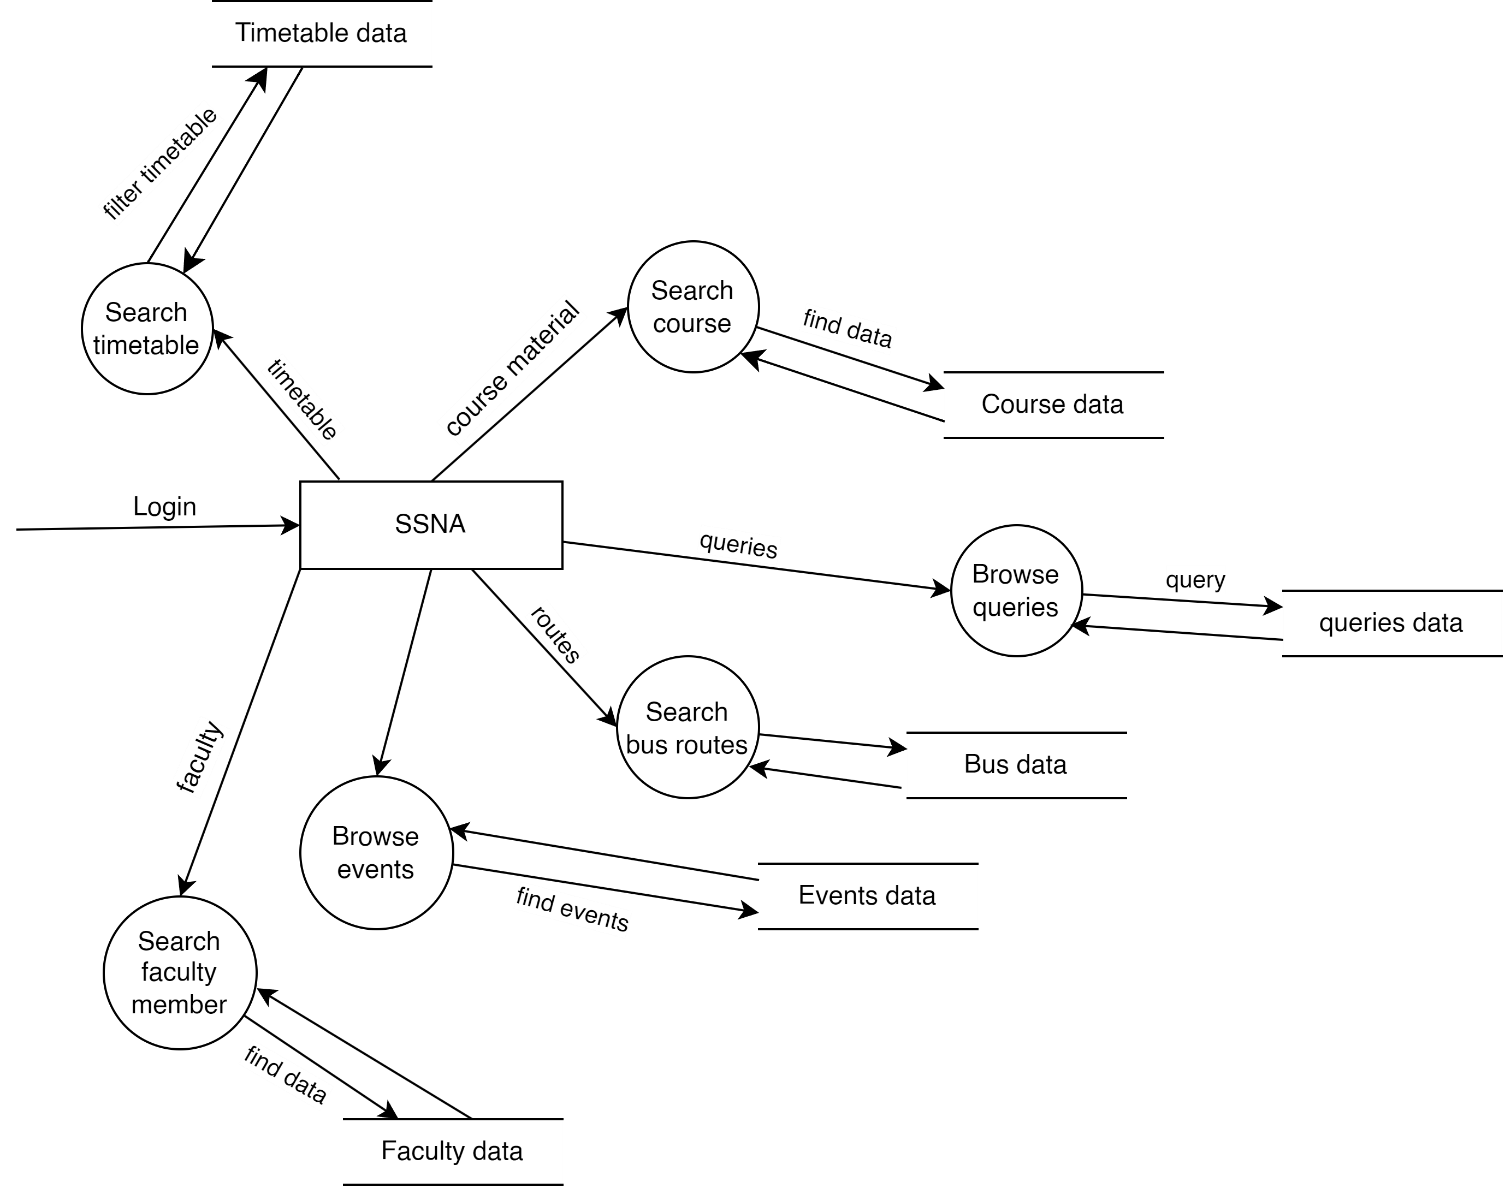 Timetable data
filter timetable
Search
timetable
timetable
course material
Search
course
find data
Course data
Login
SSNA
queries
Browse
queries
query
queries data
routes
Search
bus routes
Bus data
faculty
Browse
events
find events
Events data
Search
faculty
member
find data
Faculty data